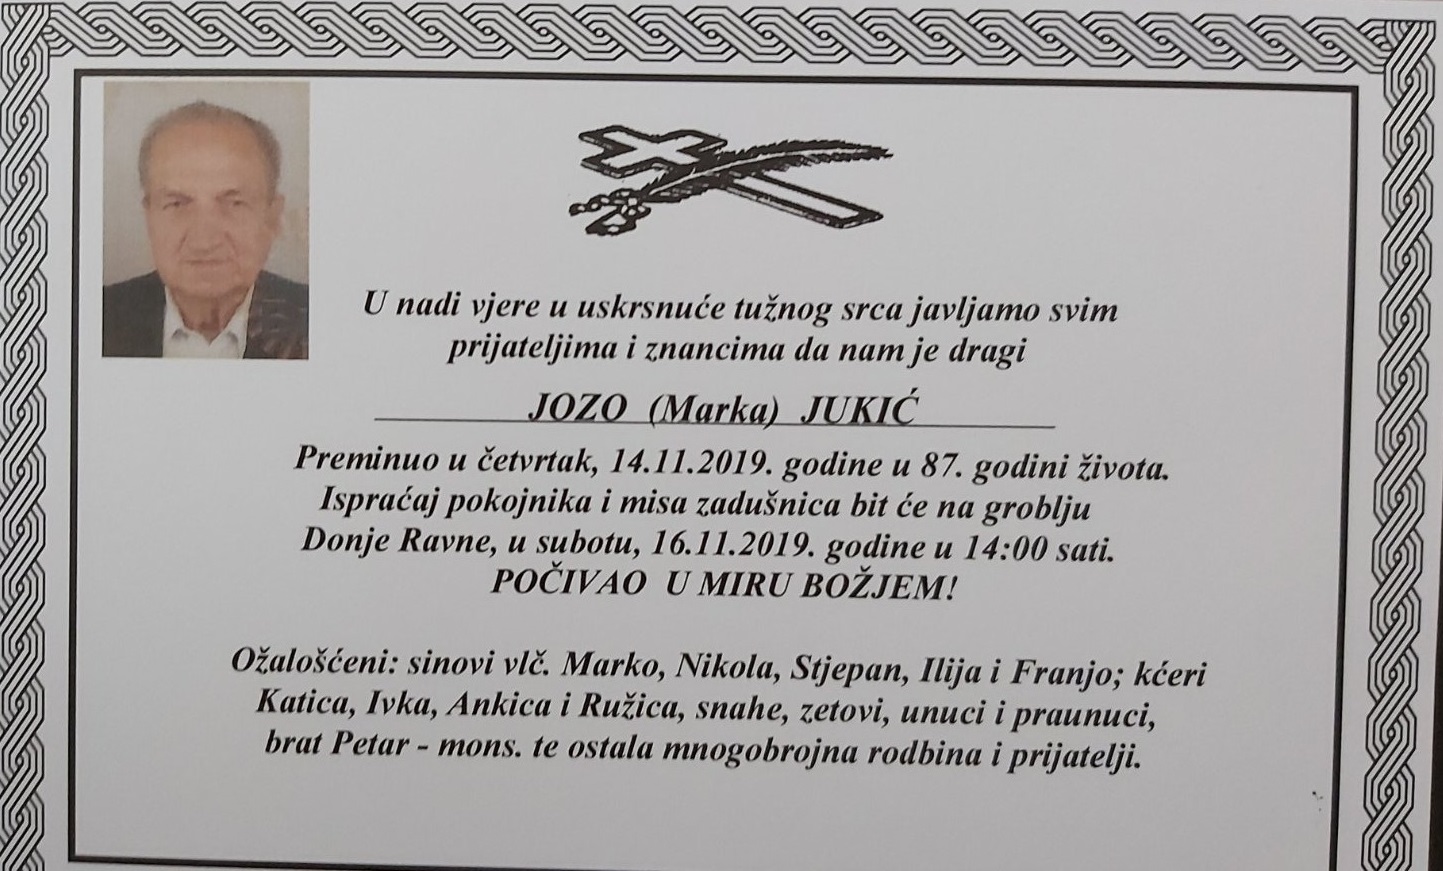 U nadi vjere u uskrsnuće tužnog srca javljamo svim
prijateljima i znancima da nam je dragi
JOZO (Marka) JUKIĆ
Preminuo u četvrtak, 14.11.2019. godine u 87. godini života.
Ispraćaj pokojnika i misa zadušnica bit će na groblju
Donje Ravne, u subotu, 16.11.2019. godine u 14:00 sati.
POČIVAO U MIRU BOŽJEM!
Ožalošćeni: sinovi vlč. Marko, Nikola, Stjepan, Ilija i Franjo; kćeri
Katica, Ivka, Ankica i Ružica, snahe, zetovi, unuci i praunuci,
brat Petar - mons. te ostala mnogobrojna rodbina i prijatelji.